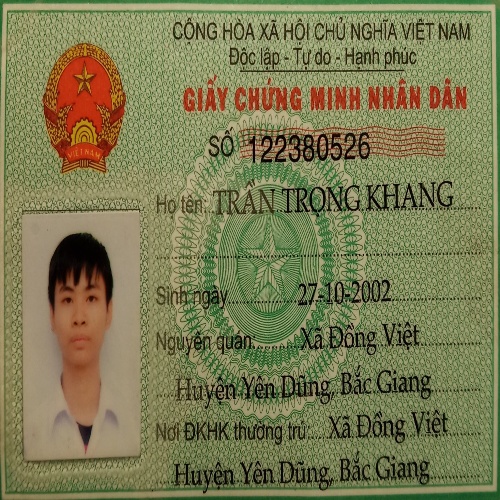 CỘNG HÒA XÃ HỘI CHỦ NGHĨA VIỆT NAM
Độc lập - Tự do - Hạnh phúc
GIẤY CHỨNG MINH NHÂN DÂN
SỐ 122380526
Họ tên: TRẦN TRỌNG KHANG
Sinh ngày 27-10-2002
Nguyên quán Xã Đồng Việt
Huyện Yên Dũng, Bắc Giang
Nơi ĐKHK thường trú: Xã Đồng Việt
Huyện Yên Dũng, Bắc Giang
VIỆT NAM